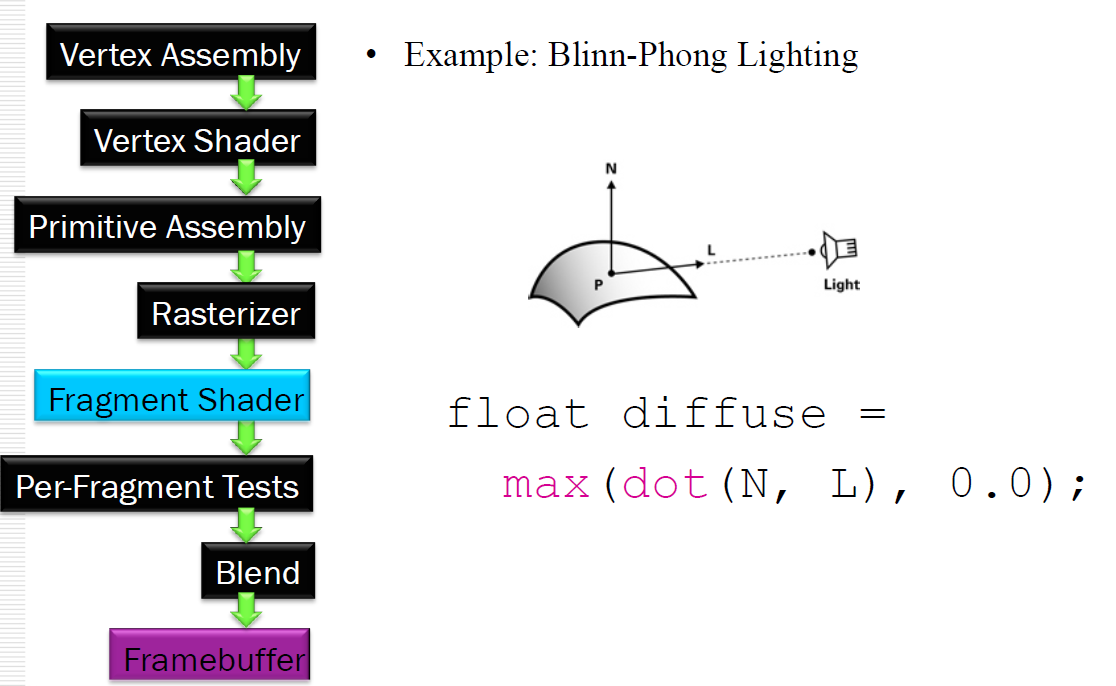 Vertex Assembly
Vertex Shader
Primitive Assembly
Rasterizer
Fragment Shader
Per-Fragment Tests
Blend
Framebuffer
• Example: Blinn-Phong Lighting
N
L
P
Light
float diffuse =
max(dot(N, L), 0.0);